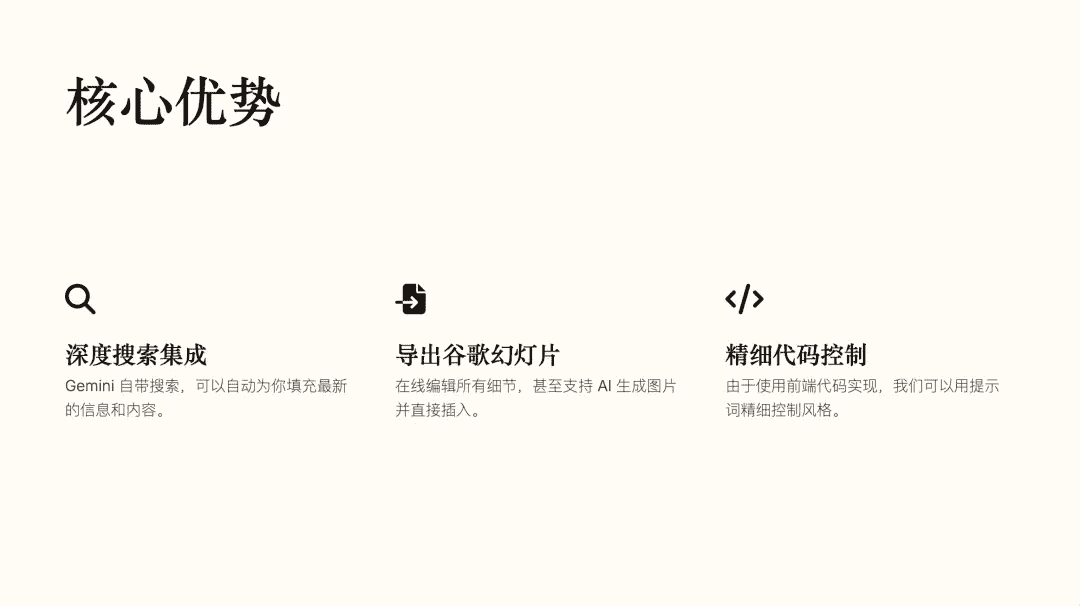 核心优势
深度搜索集成
Gemini 自带搜索，可以自动为你填充最新
的信息和内容。
导出谷歌幻灯片
在线编辑所有细节，甚至支持 AI 生成图片
并直接插入。
精细代码控制
由于使用前端代码实现，我们可以用提示
词精细控制风格。